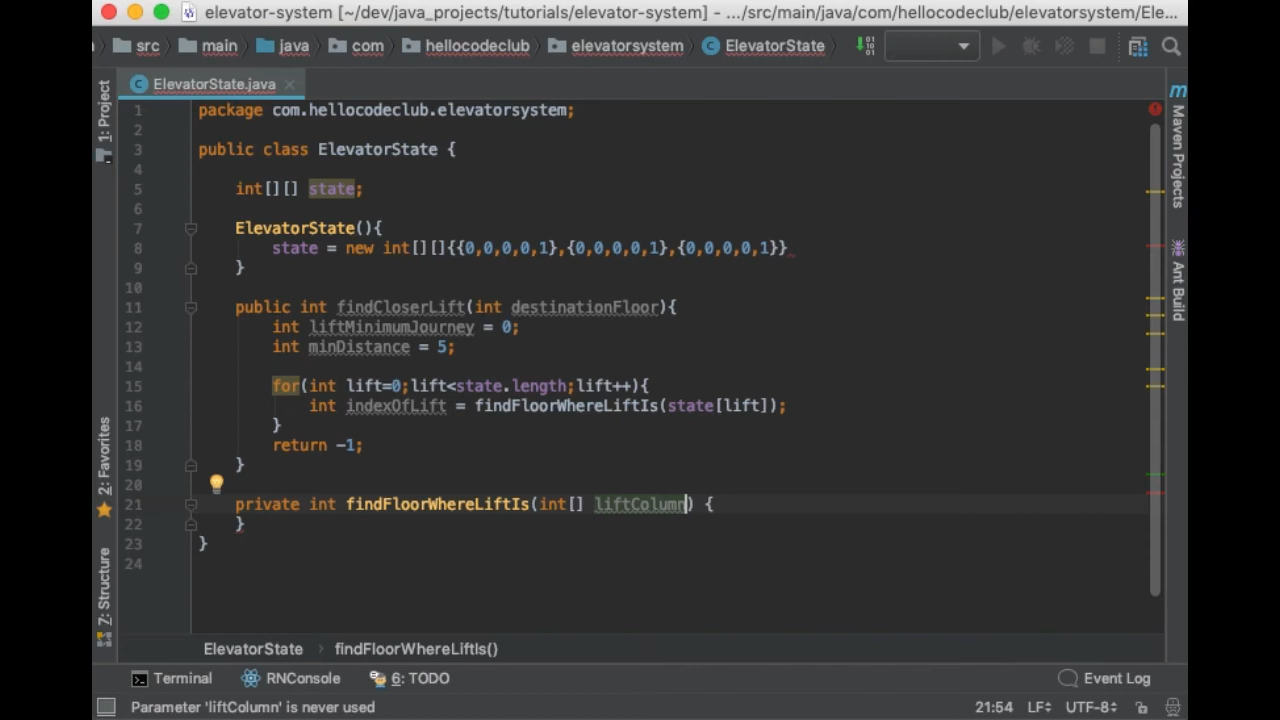 elevator-system [~/dev/java_projects/tutorials/elevator-system] - .../src/main/java/com/hellocodeclub/elevatorsystem/Ele...
src main java com hellocodeclub elevatorsystem ElevatorState
ElevatorState.java
1 package com.hellocodeclub.elevatorsystem;
2
3 public class ElevatorState {
4
5 int[][] state;
6
7 ElevatorState(){
8 state = new int[][]{{0,0,0,0,1},{0,0,0,0,1},{0,0,0,0,1}}
9 }
10
11 public int findCloserLift(int destinationFloor){
12 int liftMinimumJourney = 0;
13 int minDistance = 5;
14
15 for(int lift=0;lift<state.length;lift++){
16 int indexOfLift = findFloorWhereLiftIs(state[lift]);
17 }
18 return -1;
19 }
20
21 private int findFloorWhereLiftIs(int[] liftColumn) {
22 }
23 }
24
1: Project
2: Favorites
7: Structure
Maven Projects
Ant Build
ElevatorState › findFloorWhereLiftIs()
Terminal RNConsole 6: TODO Event Log
Parameter 'liftColumn' is never used 21:54 LF UTF-8